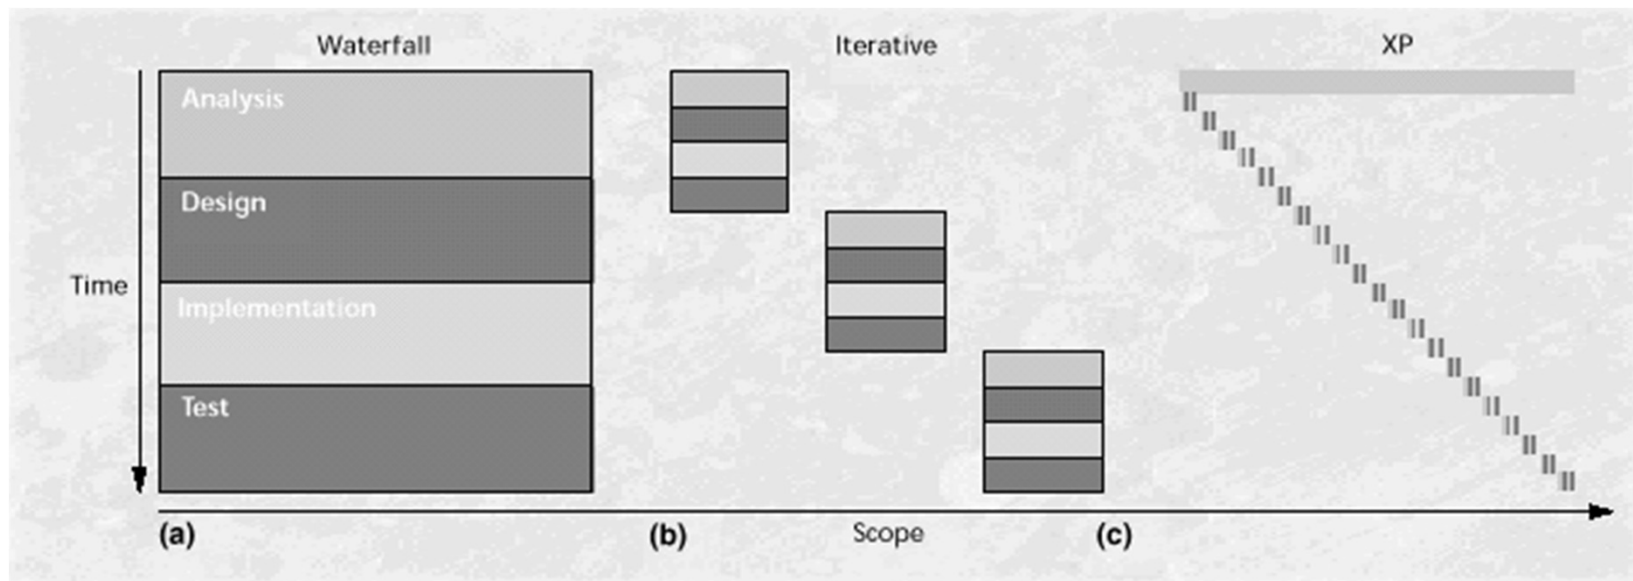 Waterfall
Iterative
XP
Analysis
Design
Time
Implementation
Test
(a)
(b)
Scope
(c)